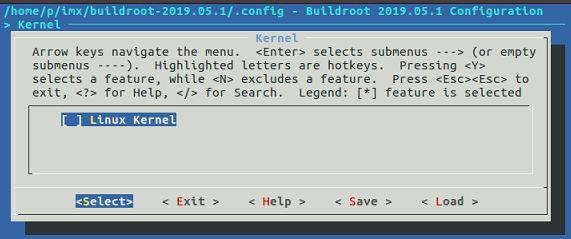 /home/p/imx/buildroot-2019.05.1/.config - Buildroot 2019.05.1 Configuration
> Kernel
Kernel
Arrow keys navigate the menu.  <Enter> selects submenus ---> (or empty
submenus ----).  Highlighted letters are hotkeys.  Pressing <Y>
selects a feature, while <N> excludes a feature.  Press <Esc><Esc> to
exit, <?> for Help, </> for Search.  Legend: [*] feature is selected
[ ] Linux Kernel
<Select>    < Exit >    < Help >    < Save >    < Load >